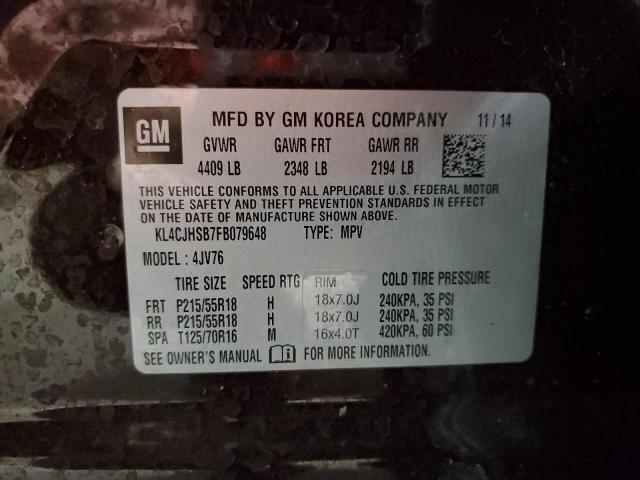 GM
MFD BY GM KOREA COMPANY 11/14
GVWR GAWR FRT GAWR RR
4409 LB 2348 LB 2194 LB
THIS VEHICLE CONFORMS TO ALL APPLICABLE U.S. FEDERAL MOTOR
VEHICLE SAFETY AND THEFT PREVENTION STANDARDS IN EFFECT
ON THE DATE OF MANUFACTURE SHOWN ABOVE.
KL4CJHSB7FB079648 TYPE: MPV
MODEL : 4JV76
TIRE SIZE SPEED RTG RIM COLD TIRE PRESSURE
FRT P215/55R18 H 18x7.0J 240KPA, 35 PSI
RR P215/55R18 H 18x7.0J 240KPA, 35 PSI
SPA T125/70R16 M 16x4.0T 420KPA, 60 PSI
SEE OWNER'S MANUAL FOR MORE INFORMATION.